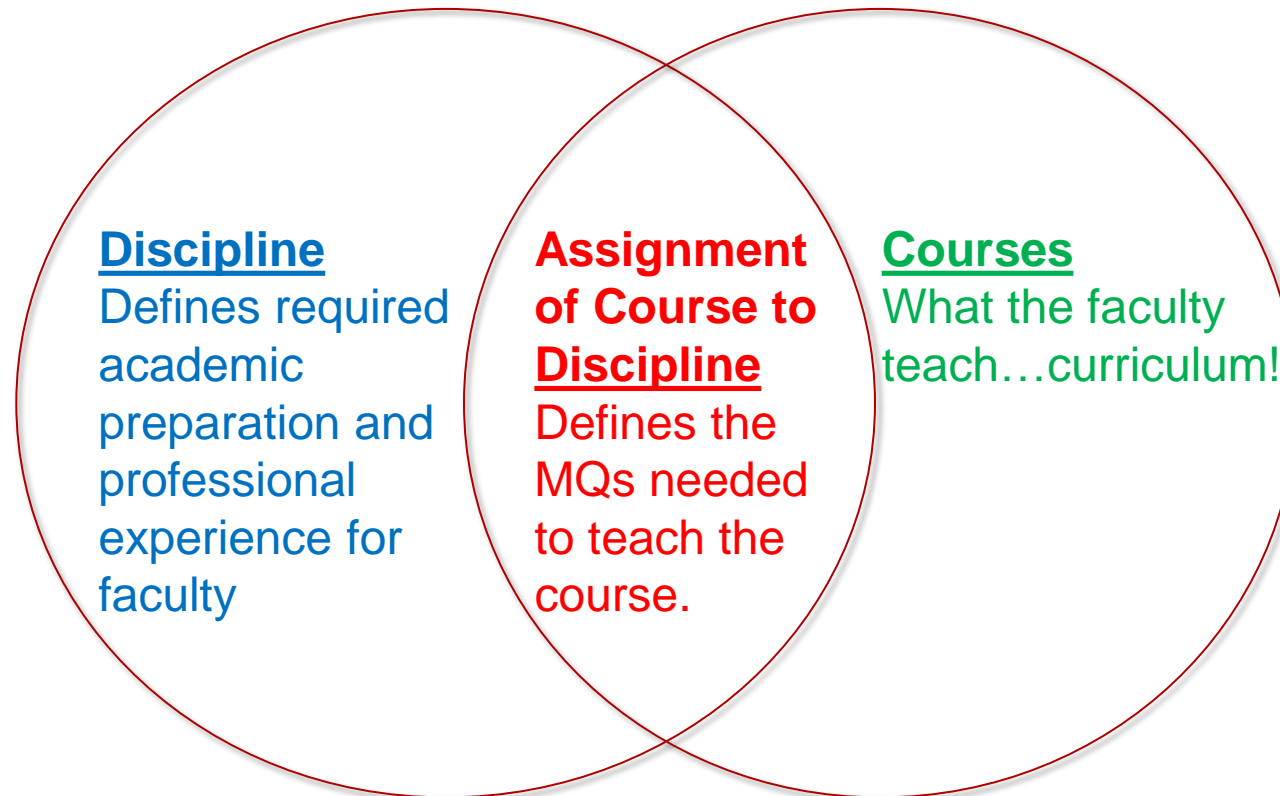 Discipline
Defines required
academic
preparation and
professional
experience for
faculty
Assignment
of Course to
Discipline
Defines the
MQs needed
to teach the
course.
Courses
What the faculty
teach…curriculum!